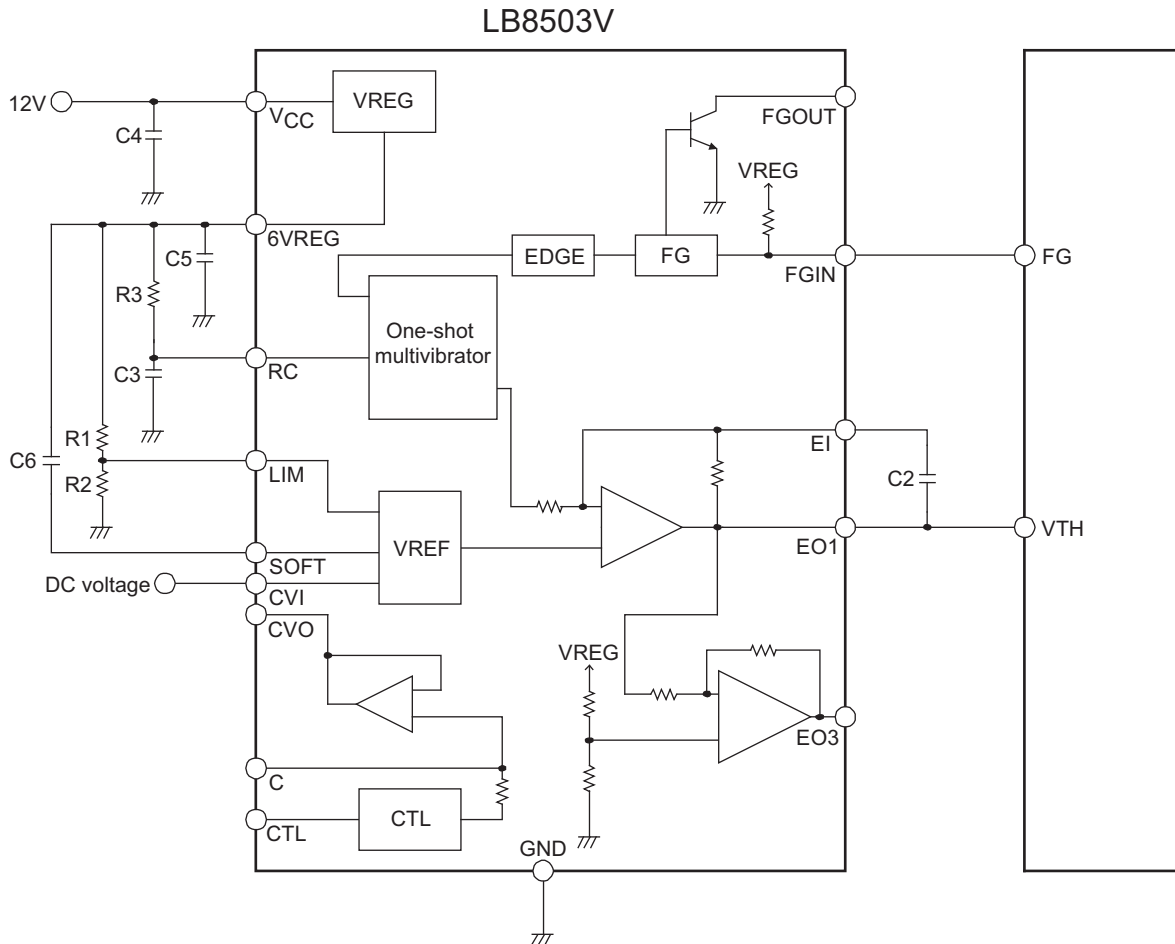 LB8503V
12V
VCC
VREG
FGOUT
C4
VREG
6VREG
C5
EDGE
FG
FGIN
FG
R3
One-shot
multivibrator
RC
C3
R1
EI
C6
LIM
R2
C2
VREF
EO1
VTH
SOFT
DC voltage
CVI
CVO
VREG
EO3
C
CTL
CTL
GND